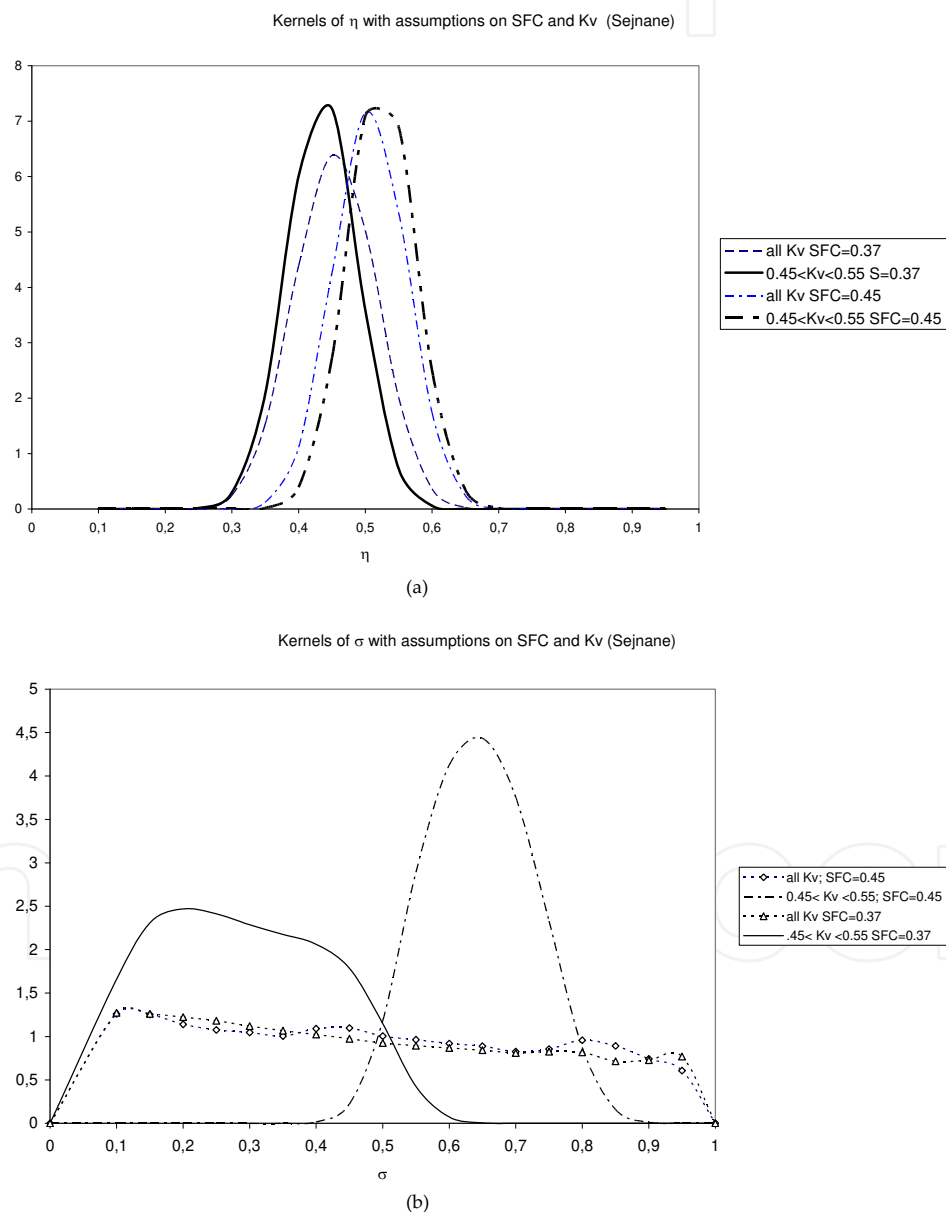 Kernels of η with assumptions on SFC and Kv (Sejnane)
8
7
6
5
4
3
2
1
0
0 0,1 0,2 0,3 0,4 0,5 0,6 0,7 0,8 0,9 1
η
all Kv SFC=0.37
0.45<Kv<0.55 S=0.37
all Kv SFC=0.45
0.45<Kv<0.55 SFC=0.45
(a)
Kernels of σ with assumptions on SFC and Kv (Sejnane)
5
4,5
4
3,5
3
2,5
2
1,5
1
0,5
0
0 0,1 0,2 0,3 0,4 0,5 0,6 0,7 0,8 0,9 1
σ
all Kv; SFC=0.45
0.45< Kv <0.55; SFC=0.45
all Kv SFC=0.37
.45< Kv <0.55 SFC=0.37
(b)